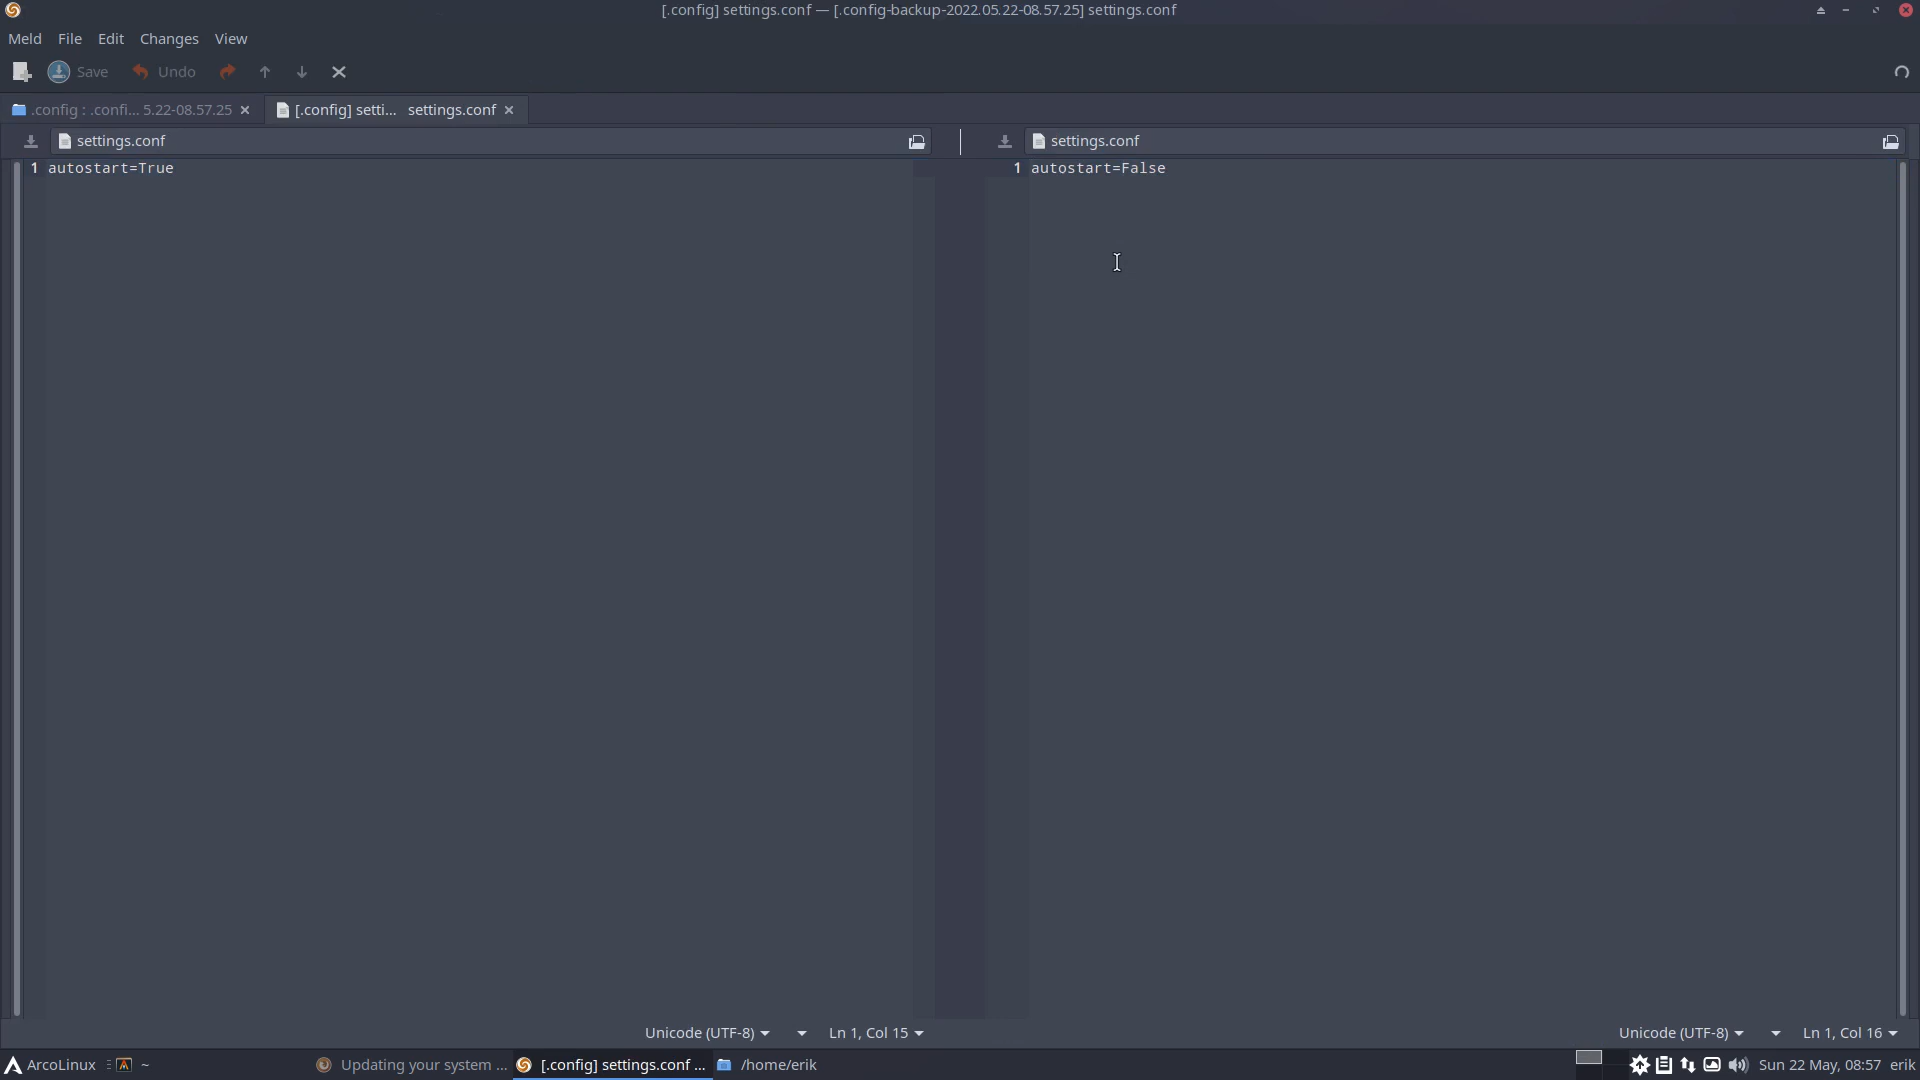 [.config] settings.conf — [.config-backup-2022.05.22-08.57.25] settings.conf
Meld File Edit Changes View
Save Undo
.config : .confi... 5.22-08.57.25
[.config] setti... settings.conf
settings.conf
settings.conf
1 autostart=True
1 autostart=False
Unicode (UTF-8) Ln 1, Col 15
Unicode (UTF-8) Ln 1, Col 16
ArcoLinux ~ Updating your system ... [.config] settings.conf ... /home/erik Sun 22 May, 08:57 erik